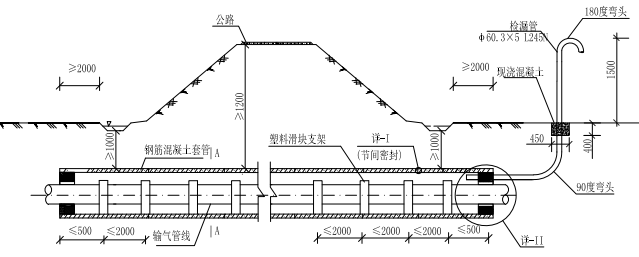 公路
检漏管
φ60.3×5 L245N
180度弯头
≥2000
≥2000
现浇混凝土
1500
≥1200
≥1000
钢筋混凝土套管
A
塑料滑块支架
详-I
(节间密封)
≥1000
450
400
90度弯头
≤500
≤2000
输气管线
A
≤2000
≤2000
≤2000
≤500
详-II